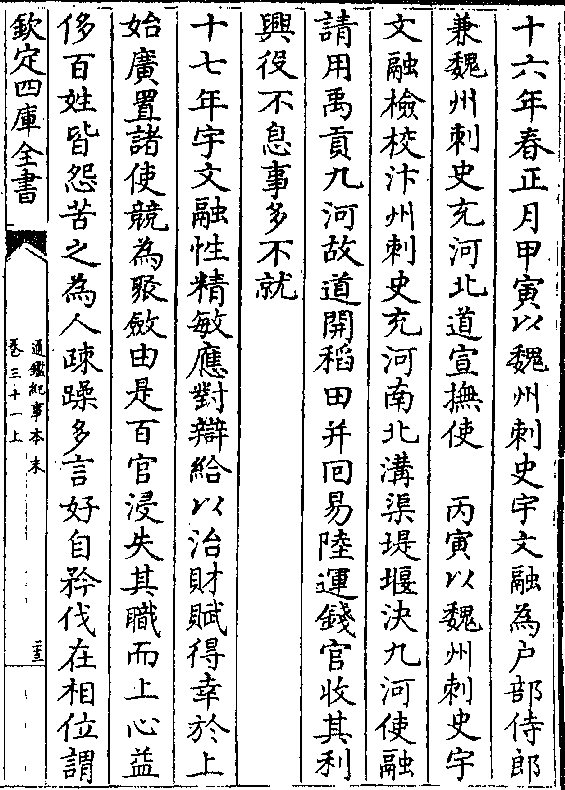 十六年春正月甲寅以魏州刺史宇文融為户部侍郎
兼魏州刺史充河北道宣撫使　丙寅以魏州刺史宇
文融檢校汴州刺史充河南北溝渠堤堰決九河使融
請用禹貢九河故道開稻田并回易陸運錢官收其利
興役不息事多不就
十七年宇文融性精敏應對辯給以治財賦得幸於上
始廣置諸使競為聚斂由是百官浸失其職而上心益
侈百姓皆怨苦之為人疎躁多言好自矜伐在相位謂
欽定四庫全書
通鑑紀事本末
卷三十一上